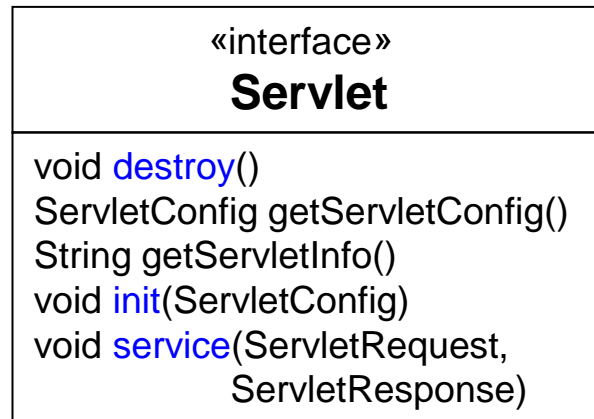 «interface»
Servlet
void destroy()
ServletConfig getServletConfig()
String getServletInfo()
void init(ServletConfig)
void service(ServletRequest,
ServletResponse)